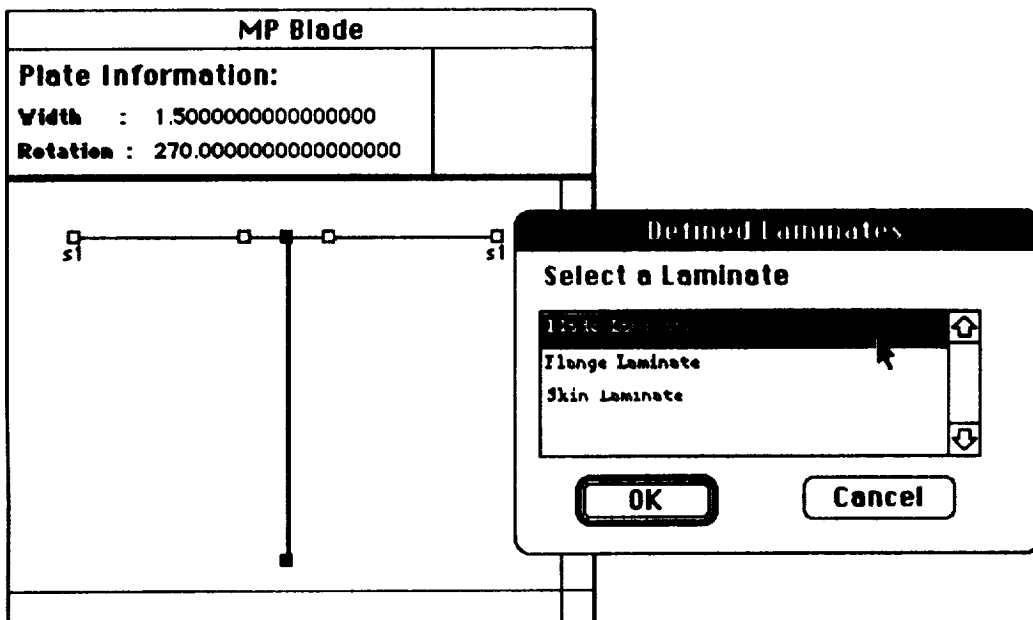 MP Blade
Plate Information:
Width : 1.5000000000000000
Rotation : 270.0000000000000000
s1
s1
Defined Laminates
Select a Laminate
Flange Laminate
Skin Laminate
OK
Cancel